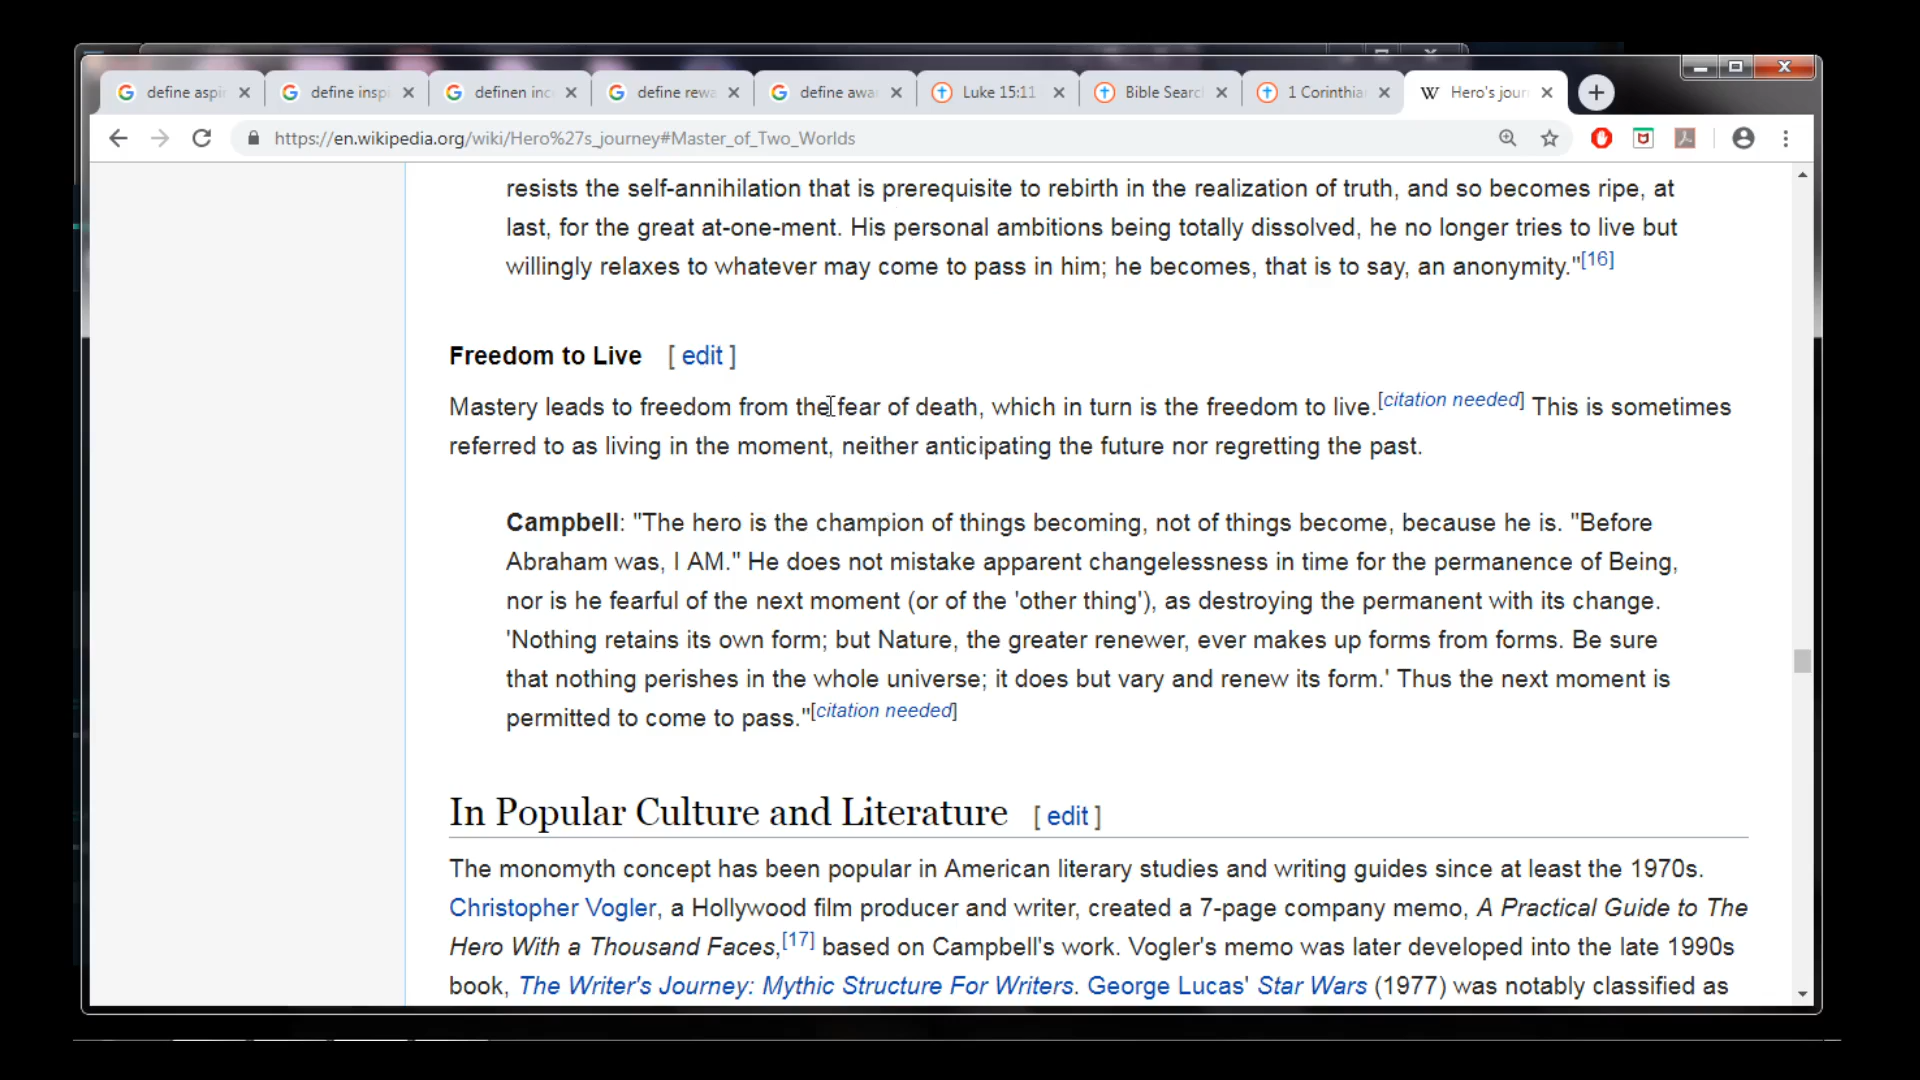 define aspi
define insp
definen inc
define rewa
define awa
Luke 15:11
Bible Searc
1 Corinthia
W Hero's jour
https://en.wikipedia.org/wiki/Hero%27s_journey#Master_of_Two_Worlds
resists the self-annihilation that is prerequisite to rebirth in the realization of truth, and so becomes ripe, at
last, for the great at-one-ment. His personal ambitions being totally dissolved, he no longer tries to live but
willingly relaxes to whatever may come to pass in him; he becomes, that is to say, an anonymity."[16]
Freedom to Live [ edit ]
Mastery leads to freedom from the fear of death, which in turn is the freedom to live.[citation needed] This is sometimes
referred to as living in the moment, neither anticipating the future nor regretting the past.
Campbell: "The hero is the champion of things becoming, not of things become, because he is. "Before
Abraham was, I AM." He does not mistake apparent changelessness in time for the permanence of Being,
nor is he fearful of the next moment (or of the 'other thing'), as destroying the permanent with its change.
'Nothing retains its own form; but Nature, the greater renewer, ever makes up forms from forms. Be sure
that nothing perishes in the whole universe; it does but vary and renew its form.' Thus the next moment is
permitted to come to pass."[citation needed]
In Popular Culture and Literature [ edit ]
The monomyth concept has been popular in American literary studies and writing guides since at least the 1970s.
Christopher Vogler, a Hollywood film producer and writer, created a 7-page company memo, A Practical Guide to The
Hero With a Thousand Faces,[17] based on Campbell's work. Vogler's memo was later developed into the late 1990s
book, The Writer's Journey: Mythic Structure For Writers. George Lucas' Star Wars (1977) was notably classified as